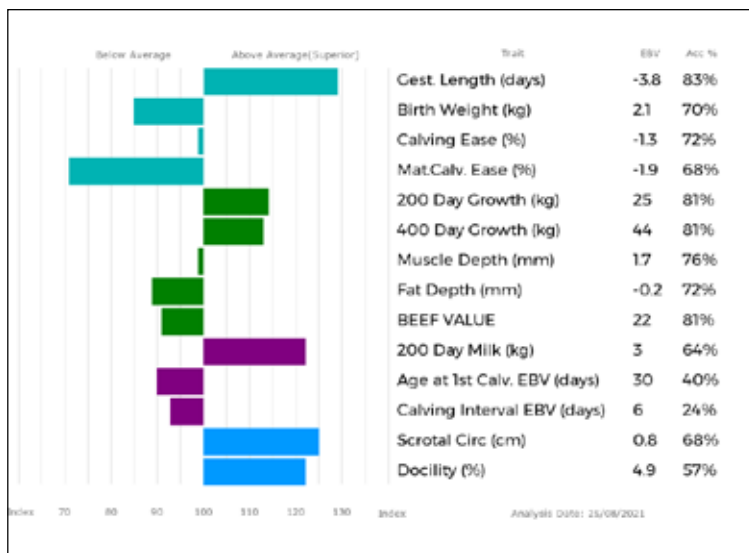 Below Average Above Average(Superior) Trait EBV Acc %
Gest. Length (days) -3.8 83%
Birth Weight (kg) 2.1 70%
Calving Ease (%) -1.3 72%
Mat.Calv. Ease (%) -1.9 68%
200 Day Growth (kg) 25 81%
400 Day Growth (kg) 44 81%
Muscle Depth (mm) 1.7 76%
Fat Depth (mm) -0.2 72%
BEEF VALUE 22 81%
200 Day Milk (kg) 3 64%
Age at 1st Calv. EBV (days) 30 40%
Calving Interval EBV (days) 6 24%
Scrotal Circ (cm) 0.8 68%
Docility (%) 4.9 57%
Index 70 80 90 100 110 120 130 Index Analysis Date: 25/08/2021